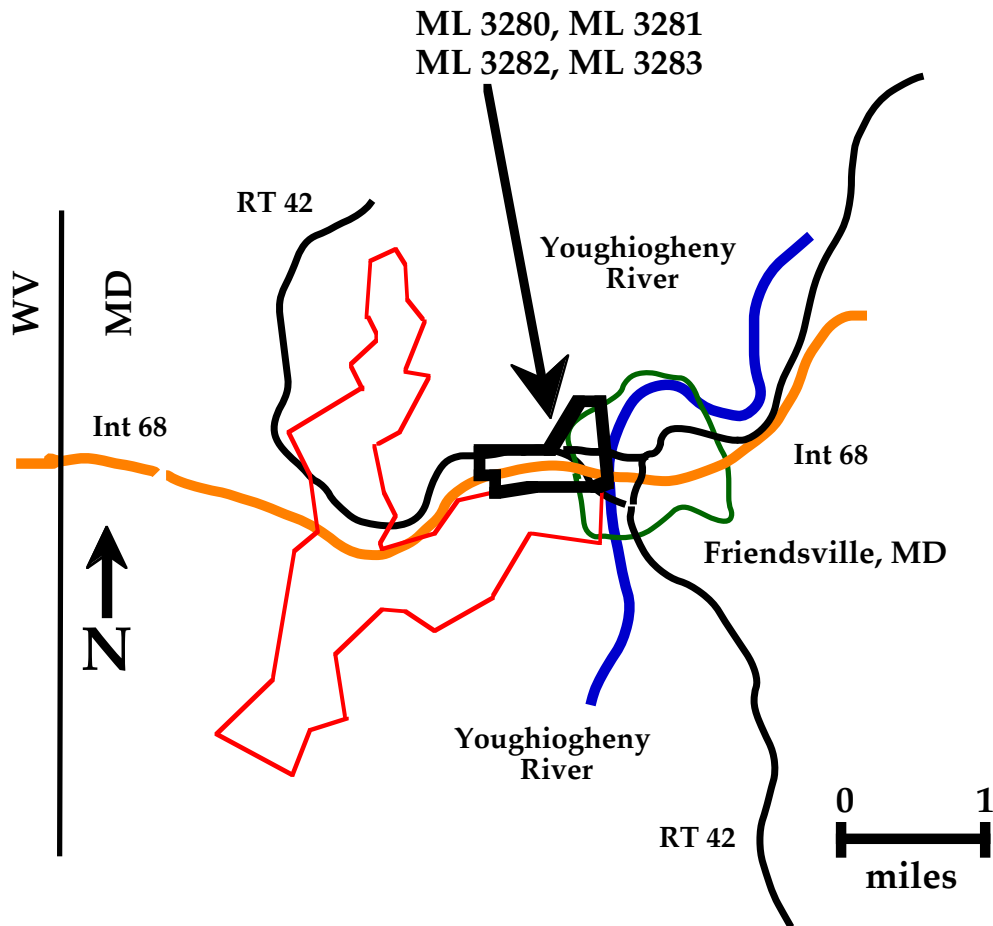 ML 3280, ML 3281
ML 3282, ML 3283
RT 42
Youghiogheny
River
WV
MD
Int 68
Int 68
Friendsville, MD
N
Youghiogheny
River
0 1
RT 42
miles